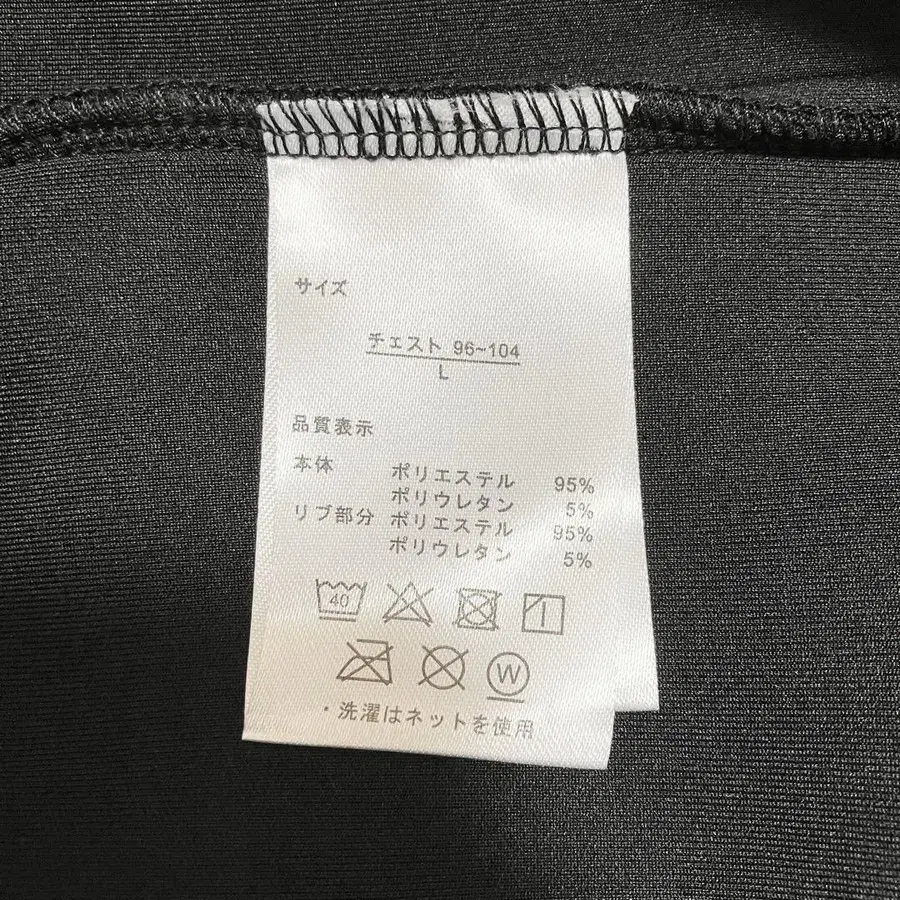 サイズ
チェスト 96~104
L
品質表示
本体 ポリエステル 95%
ポリウレタン 5%
リブ部分 ポリエステル 95%
ポリウレタン 5%
40
W
・洗濯はネットを使用